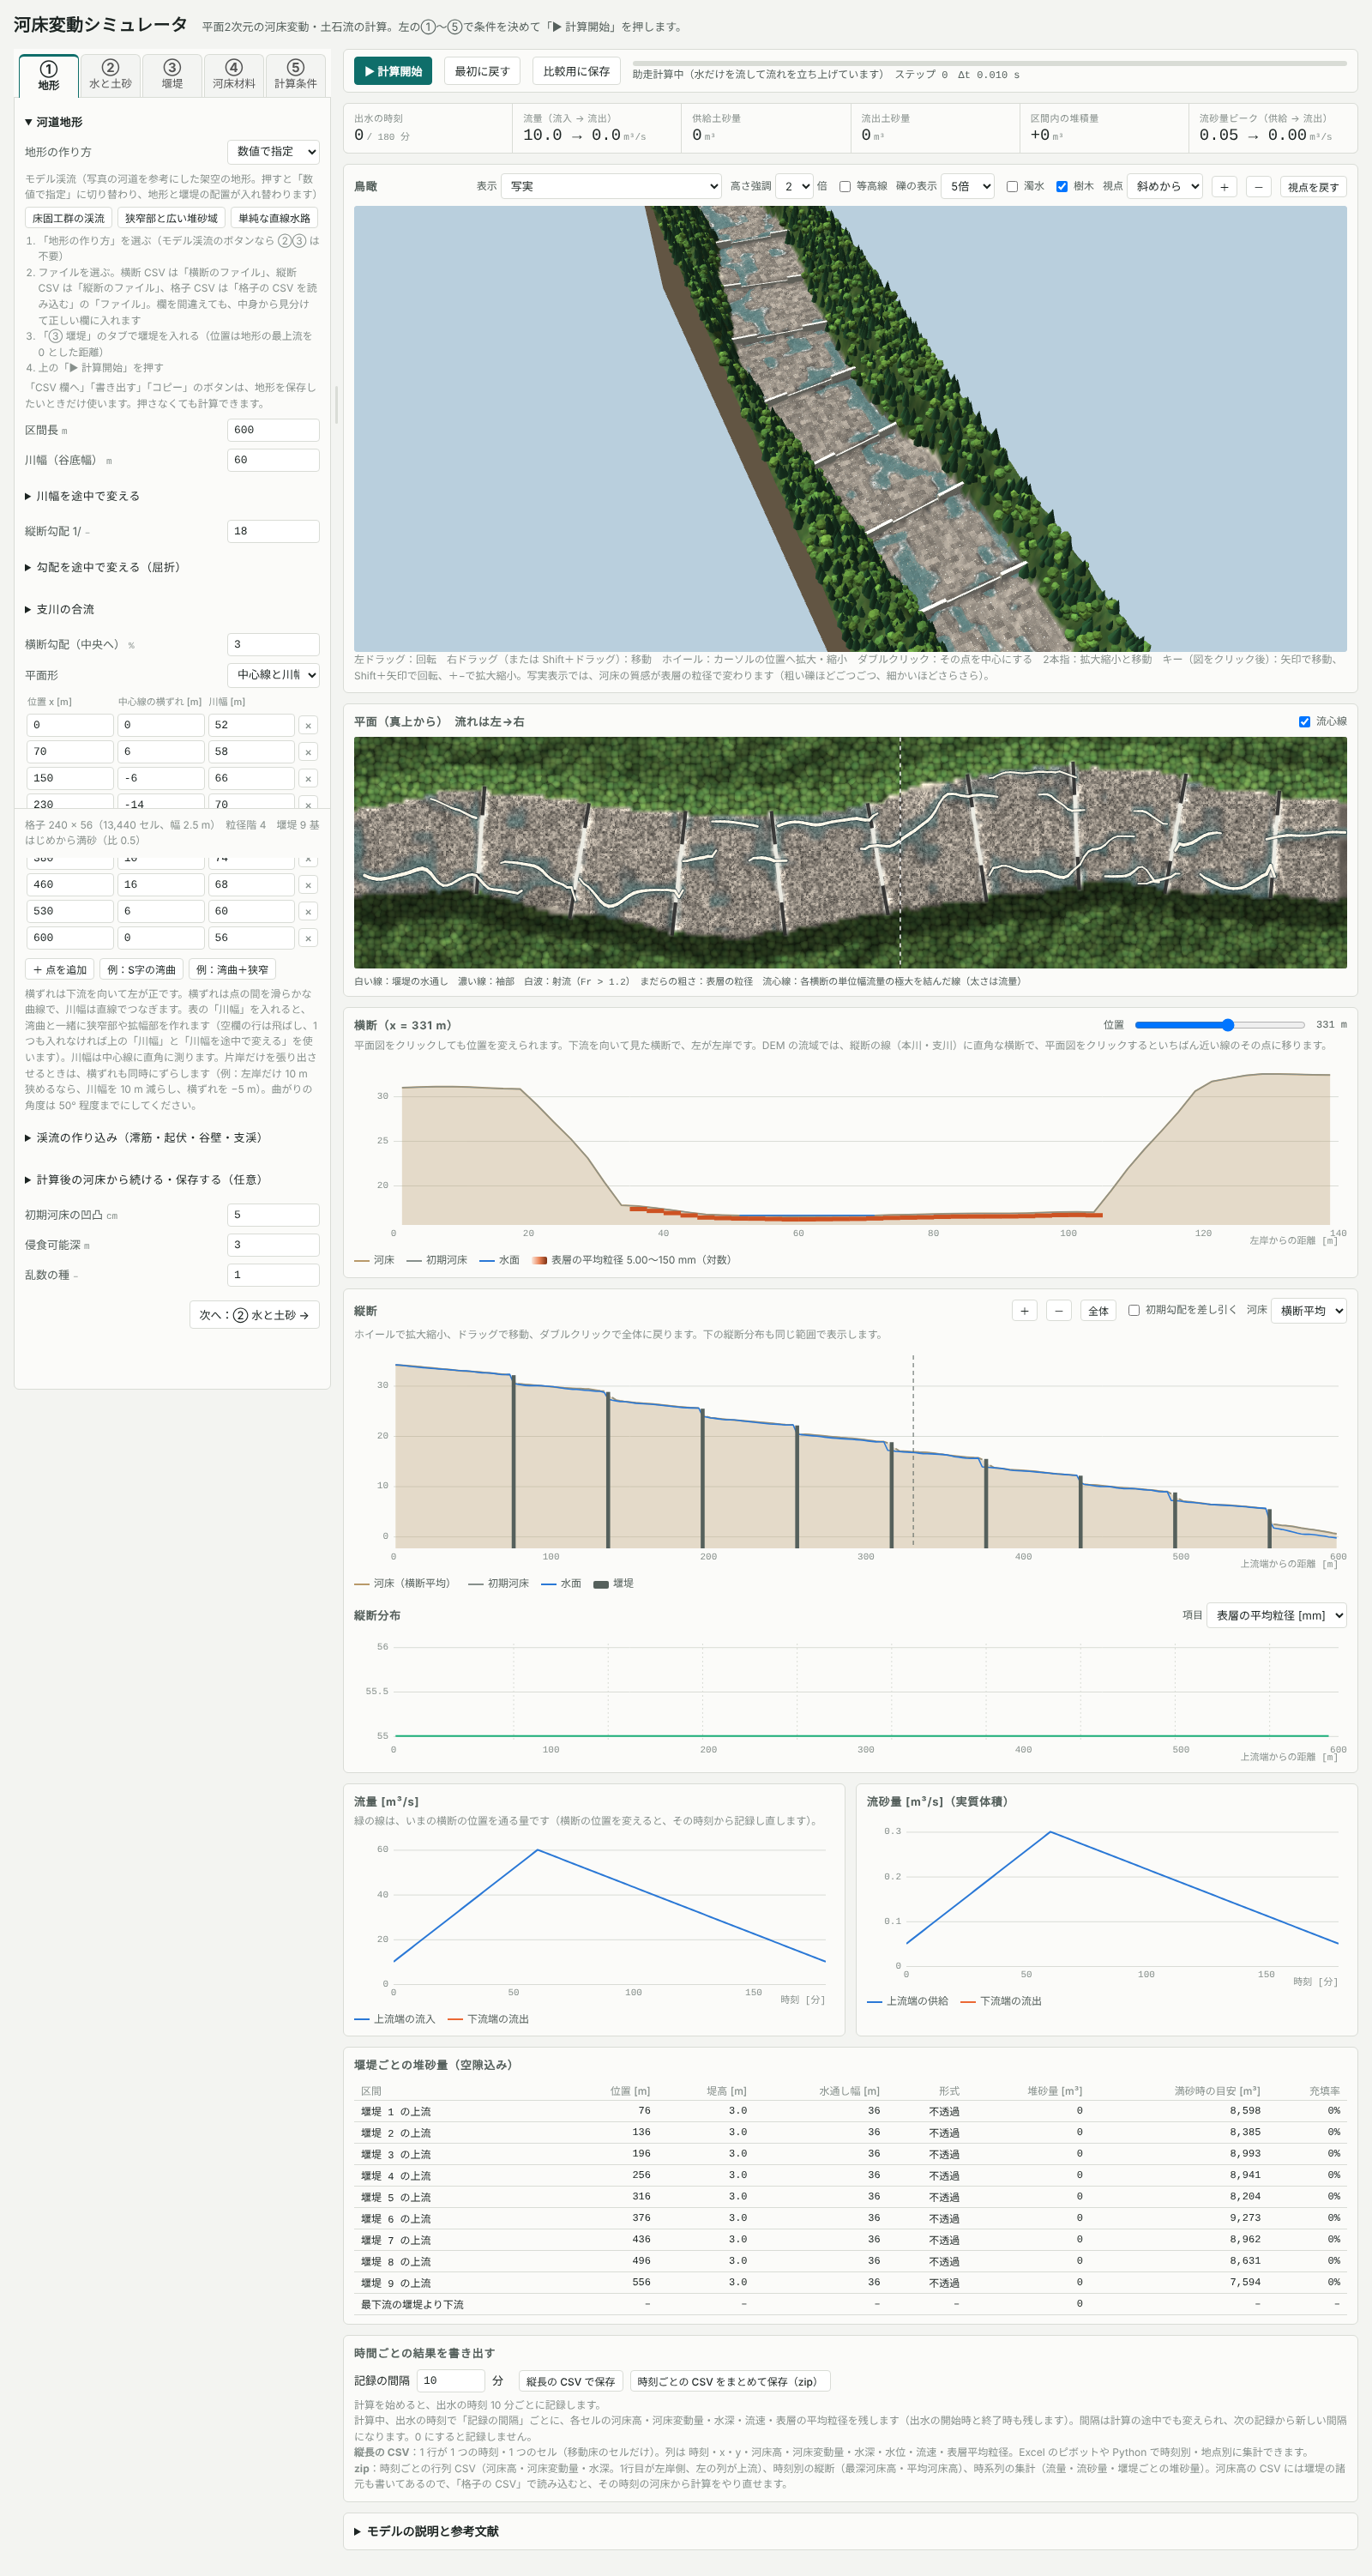 河床変動シミュレータ 平面2次元の河床変動・土石流の計算。左の①〜⑤で条件を決めて「▶ 計算開始」を押します。
① 地形
② 水と土砂
③ 堰堤
④ 河床材料
⑤ 計算条件
▼ 河道地形
地形の作り方 数値で指定
モデル渓流（写真の河道を参考にした架空の地形。押すと「数
値で指定」に切り替わり、地形と堰堤の配置が入れ替わります）
床固工群の渓流 狭窄部と広い堆砂域 単純な直線水路
1. 「地形の作り方」を選ぶ（モデル渓流のボタンなら ②③ は
不要）
2. ファイルを選ぶ。横断 CSV は「横断のファイル」、縦断
CSV は「縦断のファイル」、格子 CSV は「格子の CSV を読
み込む」の「ファイル」。欄を間違えても、中身から見分け
て正しい欄に入れます
3. 「③ 堰堤」のタブで堰堤を入れる（位置は地形の最上流を
0 とした距離）
4. 上の「▶ 計算開始」を押す
「CSV 欄へ」「書き出す」「コピー」のボタンは、地形を保存し
たいときだけ使います。押さなくても計算できます。
区間長 m 600
川幅（谷底幅） m 60
▶ 川幅を途中で変える
縦断勾配 1/ – 18
▶ 勾配を途中で変える（屈折）
▶ 支川の合流
横断勾配（中央へ） % 3
平面形 中心線と川幅
位置 x [m] 中心線の横ずれ [m] 川幅 [m]
0 0 52 ×
70 6 58 ×
150 -6 66 ×
230 -14 70 ×
格子 240 × 56（13,440 セル、幅 2.5 m） 粒径階 4 堰堤 9 基
はじめから満砂（比 0.5）
380 10 74 ×
460 16 68 ×
530 6 60 ×
600 0 56 ×
＋ 点を追加 例：S字の湾曲 例：湾曲＋狭窄
横ずれは下流を向いて左が正です。横ずれは点の間を滑らかな
曲線で、川幅は直線でつなぎます。表の「川幅」を入れると、
湾曲と一緒に狭窄部や拡幅部を作れます（空欄の行は飛ばし、1
つも入れなければ上の「川幅」と「川幅を途中で変える」を使
います）。川幅は中心線に直角に測ります。片岸だけを張り出さ
せるときは、横ずれも同時にずらします（例：左岸だけ 10 m
狭めるなら、川幅を 10 m 減らし、横ずれを −5 m）。曲がりの
角度は 50° 程度までにしてください。
▶ 渓流の作り込み（澪筋・起伏・谷壁・支渓）
▶ 計算後の河床から続ける・保存する（任意）
初期河床の凹凸 cm 5
侵食可能深 m 3
乱数の種 – 1
次へ：② 水と土砂 →
▶ 計算開始 最初に戻す 比較用に保存 助走計算中（水だけを流して流れを立ち上げています） ステップ 0 Δt 0.010 s
出水の時刻
0 / 180 分
流量（流入 → 流出）
10.0 → 0.0 m³/s
供給土砂量
0 m³
流出土砂量
0 m³
区間内の堆積量
+0 m³
流砂量ピーク（供給 → 流出）
0.05 → 0.00 m³/s
鳥瞰 表示 写実 高さ強調 2 倍 等高線 礫の表示 5倍 濁水 樹木 視点 斜めから ＋ − 視点を戻す
左ドラッグ：回転 右ドラッグ（または Shift＋ドラッグ）：移動 ホイール：カーソルの位置へ拡大・縮小 ダブルクリック：その点を中心にする 2本指：拡大縮小と移動 キー（図をクリック後）：矢印で移動、
Shift＋矢印で回転、＋−で拡大縮小。写実表示では、河床の質感が表層の粒径で変わります（粗い礫ほどごつごつ、細かいほどさらさら）。
平面（真上から） 流れは左→右 流心線
白い線：堰堤の水通し 濃い線：袖部 白波：射流（Fr > 1.2） まだらの粗さ：表層の粒径 流心線：各横断の単位幅流量の極大を結んだ線（太さは流量）
横断（x = 331 m） 位置 331 m
平面図をクリックしても位置を変えられます。下流を向いて見た横断で、左が左岸です。DEM の流域では、縦断の線（本川・支川）に直角な横断で、平面図をクリックするといちばん近い線のその点に移ります。
30
25
20
0 20 40 60 80 100 120 140
左岸からの距離 [m]
河床 初期河床 水面 表層の平均粒径 5.00〜150 mm（対数）
縦断 ＋ − 全体 初期勾配を差し引く 河床 横断平均
ホイールで拡大縮小、ドラッグで移動、ダブルクリックで全体に戻ります。下の縦断分布も同じ範囲で表示します。
30
20
10
0
0 100 200 300 400 500 600
上流端からの距離 [m]
河床（横断平均） 初期河床 水面 堰堤
縦断分布 項目 表層の平均粒径 [mm]
56
55.5
55
0 100 200 300 400 500 600
上流端からの距離 [m]
流量 [m³/s]
緑の線は、いまの横断の位置を通る量です（横断の位置を変えると、その時刻から記録し直します）。
60
40
20
0
0 50 100 150
時刻 [分]
上流端の流入 下流端の流出
流砂量 [m³/s]（実質体積）
0.3
0.2
0.1
0
0 50 100 150
時刻 [分]
上流端の供給 下流端の流出
堰堤ごとの堆砂量（空隙込み）
区間 位置 [m] 堤高 [m] 水通し幅 [m] 形式 堆砂量 [m³] 満砂時の目安 [m³] 充填率
堰堤 1 の上流 76 3.0 36 不透過 0 8,598 0%
堰堤 2 の上流 136 3.0 36 不透過 0 8,385 0%
堰堤 3 の上流 196 3.0 36 不透過 0 8,993 0%
堰堤 4 の上流 256 3.0 36 不透過 0 8,941 0%
堰堤 5 の上流 316 3.0 36 不透過 0 8,204 0%
堰堤 6 の上流 376 3.0 36 不透過 0 9,273 0%
堰堤 7 の上流 436 3.0 36 不透過 0 8,962 0%
堰堤 8 の上流 496 3.0 36 不透過 0 8,631 0%
堰堤 9 の上流 556 3.0 36 不透過 0 7,594 0%
最下流の堰堤より下流 – – – – 0 – –
時間ごとの結果を書き出す
記録の間隔 10 分 縦長の CSV で保存 時刻ごとの CSV をまとめて保存（zip）
計算を始めると、出水の時刻 10 分ごとに記録します。
計算中、出水の時刻で「記録の間隔」ごとに、各セルの河床高・河床変動量・水深・流速・表層の平均粒径を残します（出水の開始時と終了時も残します）。間隔は計算の途中でも変えられ、次の記録から新しい間隔
になります。0 にすると記録しません。
縦長の CSV：1 行が 1 つの時刻・1 つのセル（移動床のセルだけ）。列は 時刻・x・y・河床高・河床変動量・水深・水位・流速・表層平均粒径。Excel のピボットや Python で時刻別・地点別に集計できます。
zip：時刻ごとの行列 CSV（河床高・河床変動量・水深。1行目が左岸側、左の列が上流）、時刻別の縦断（最深河床高・平均河床高）、時系列の集計（流量・流砂量・堰堤ごとの堆砂量）。河床高の CSV には堰堤の諸
元も書いてあるので、「格子の CSV」で読み込むと、その時刻の河床から計算をやり直せます。
▶ モデルの説明と参考文献